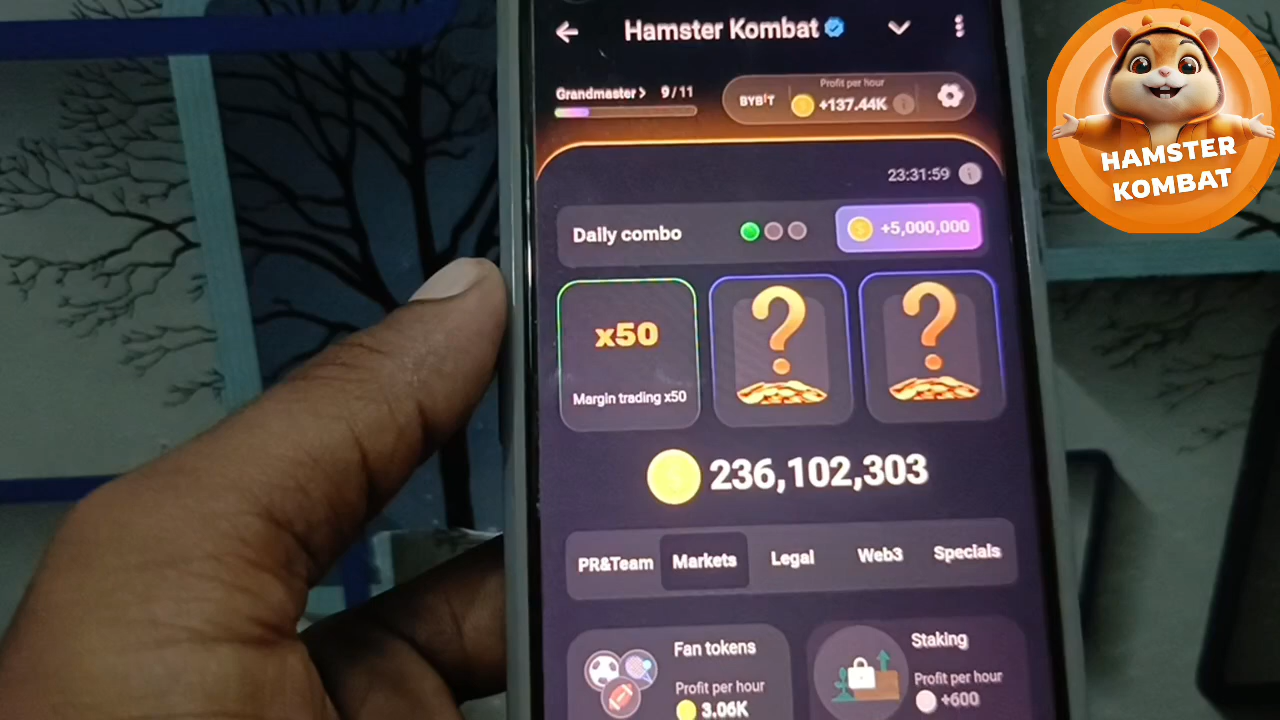 Hamster Kombat
Grandmaster > 9/11
BYBIT
Profit per hour
+137.44K
23:31:59
Daily combo
+5,000,000
x50
Margin trading x50
236,102,303
PR&Team Markets Legal Web3 Specials
Fan tokens
Profit per hour
3.06K
Staking
Profit per hour
+600
HAMSTER
KOMBAT